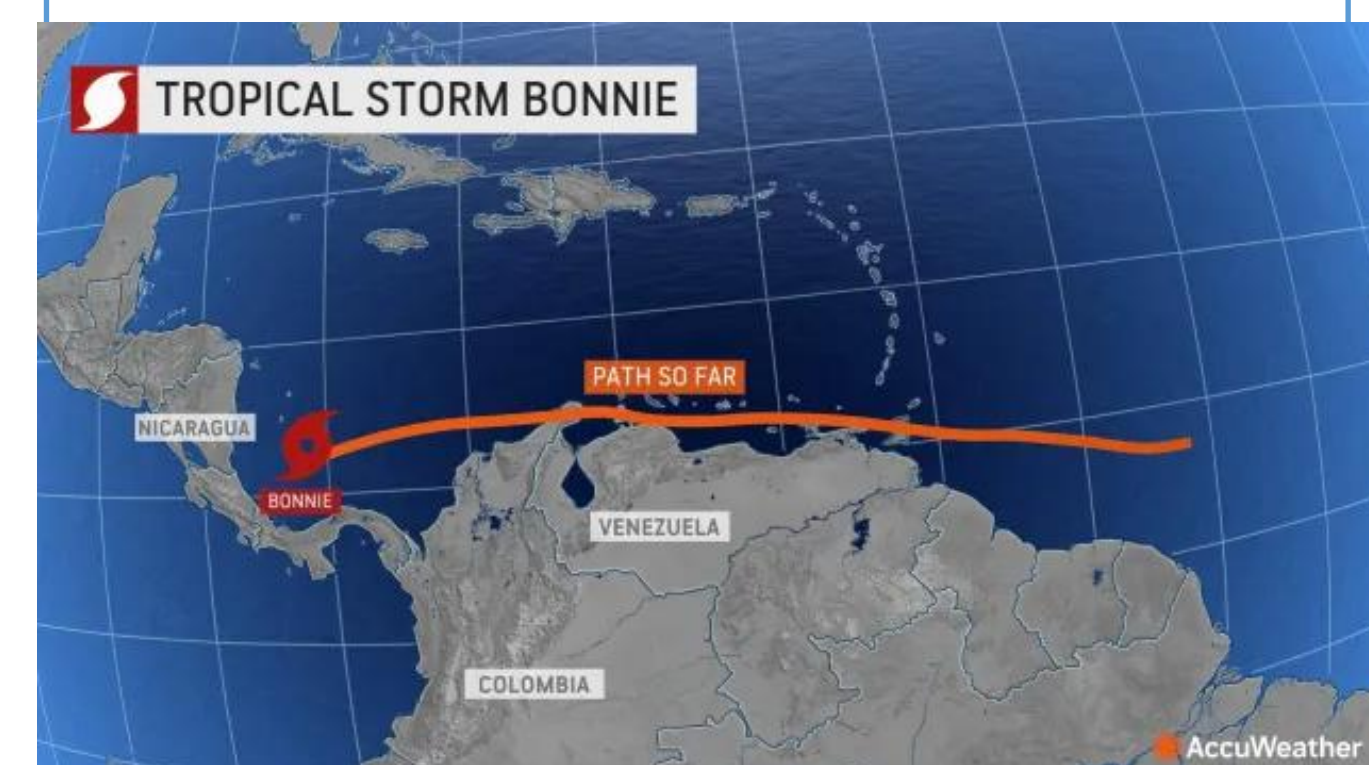 TROPICAL STORM BONNIE
PATH SO FAR
NICARAGUA
BONNIE
VENEZUELA
COLOMBIA
AccuWeather